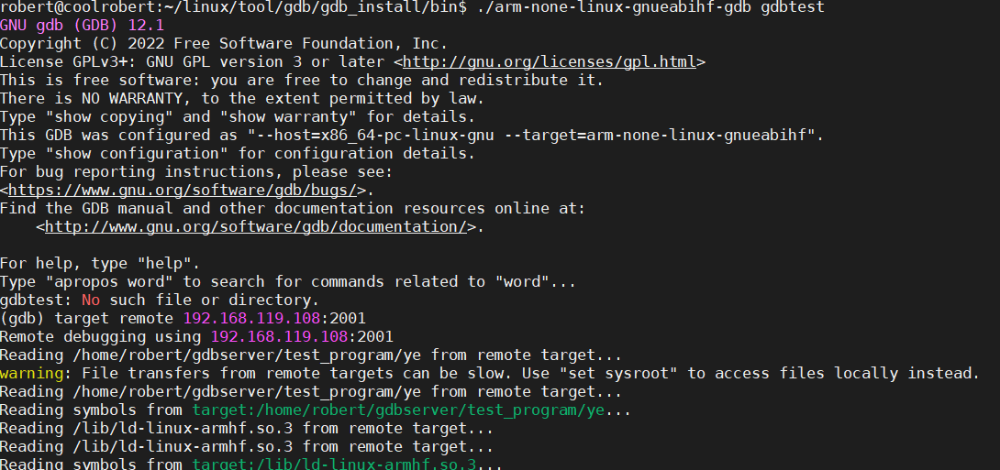 robert@coolrobert:~/linux/tool/gdb/gdb_install/bin$ ./arm-none-linux-gnueabihf-gdb gdbtest
GNU gdb (GDB) 12.1
Copyright (C) 2022 Free Software Foundation, Inc.
License GPLv3+: GNU GPL version 3 or later <http://gnu.org/licenses/gpl.html>
This is free software: you are free to change and redistribute it.
There is NO WARRANTY, to the extent permitted by law.
Type "show copying" and "show warranty" for details.
This GDB was configured as "--host=x86_64-pc-linux-gnu --target=arm-none-linux-gnueabihf".
Type "show configuration" for configuration details.
For bug reporting instructions, please see:
<https://www.gnu.org/software/gdb/bugs/>.
Find the GDB manual and other documentation resources online at:
    <http://www.gnu.org/software/gdb/documentation/>.

For help, type "help".
Type "apropos word" to search for commands related to "word"...
gdbtest: No such file or directory.
(gdb) target remote 192.168.119.108:2001
Remote debugging using 192.168.119.108:2001
Reading /home/robert/gdbserver/test_program/ye from remote target...
warning: File transfers from remote targets can be slow. Use "set sysroot" to access files locally instead.
Reading /home/robert/gdbserver/test_program/ye from remote target...
Reading symbols from target:/home/robert/gdbserver/test_program/ye...
Reading /lib/ld-linux-armhf.so.3 from remote target...
Reading /lib/ld-linux-armhf.so.3 from remote target...
Reading symbols from target:/lib/ld-linux-armhf.so.3...